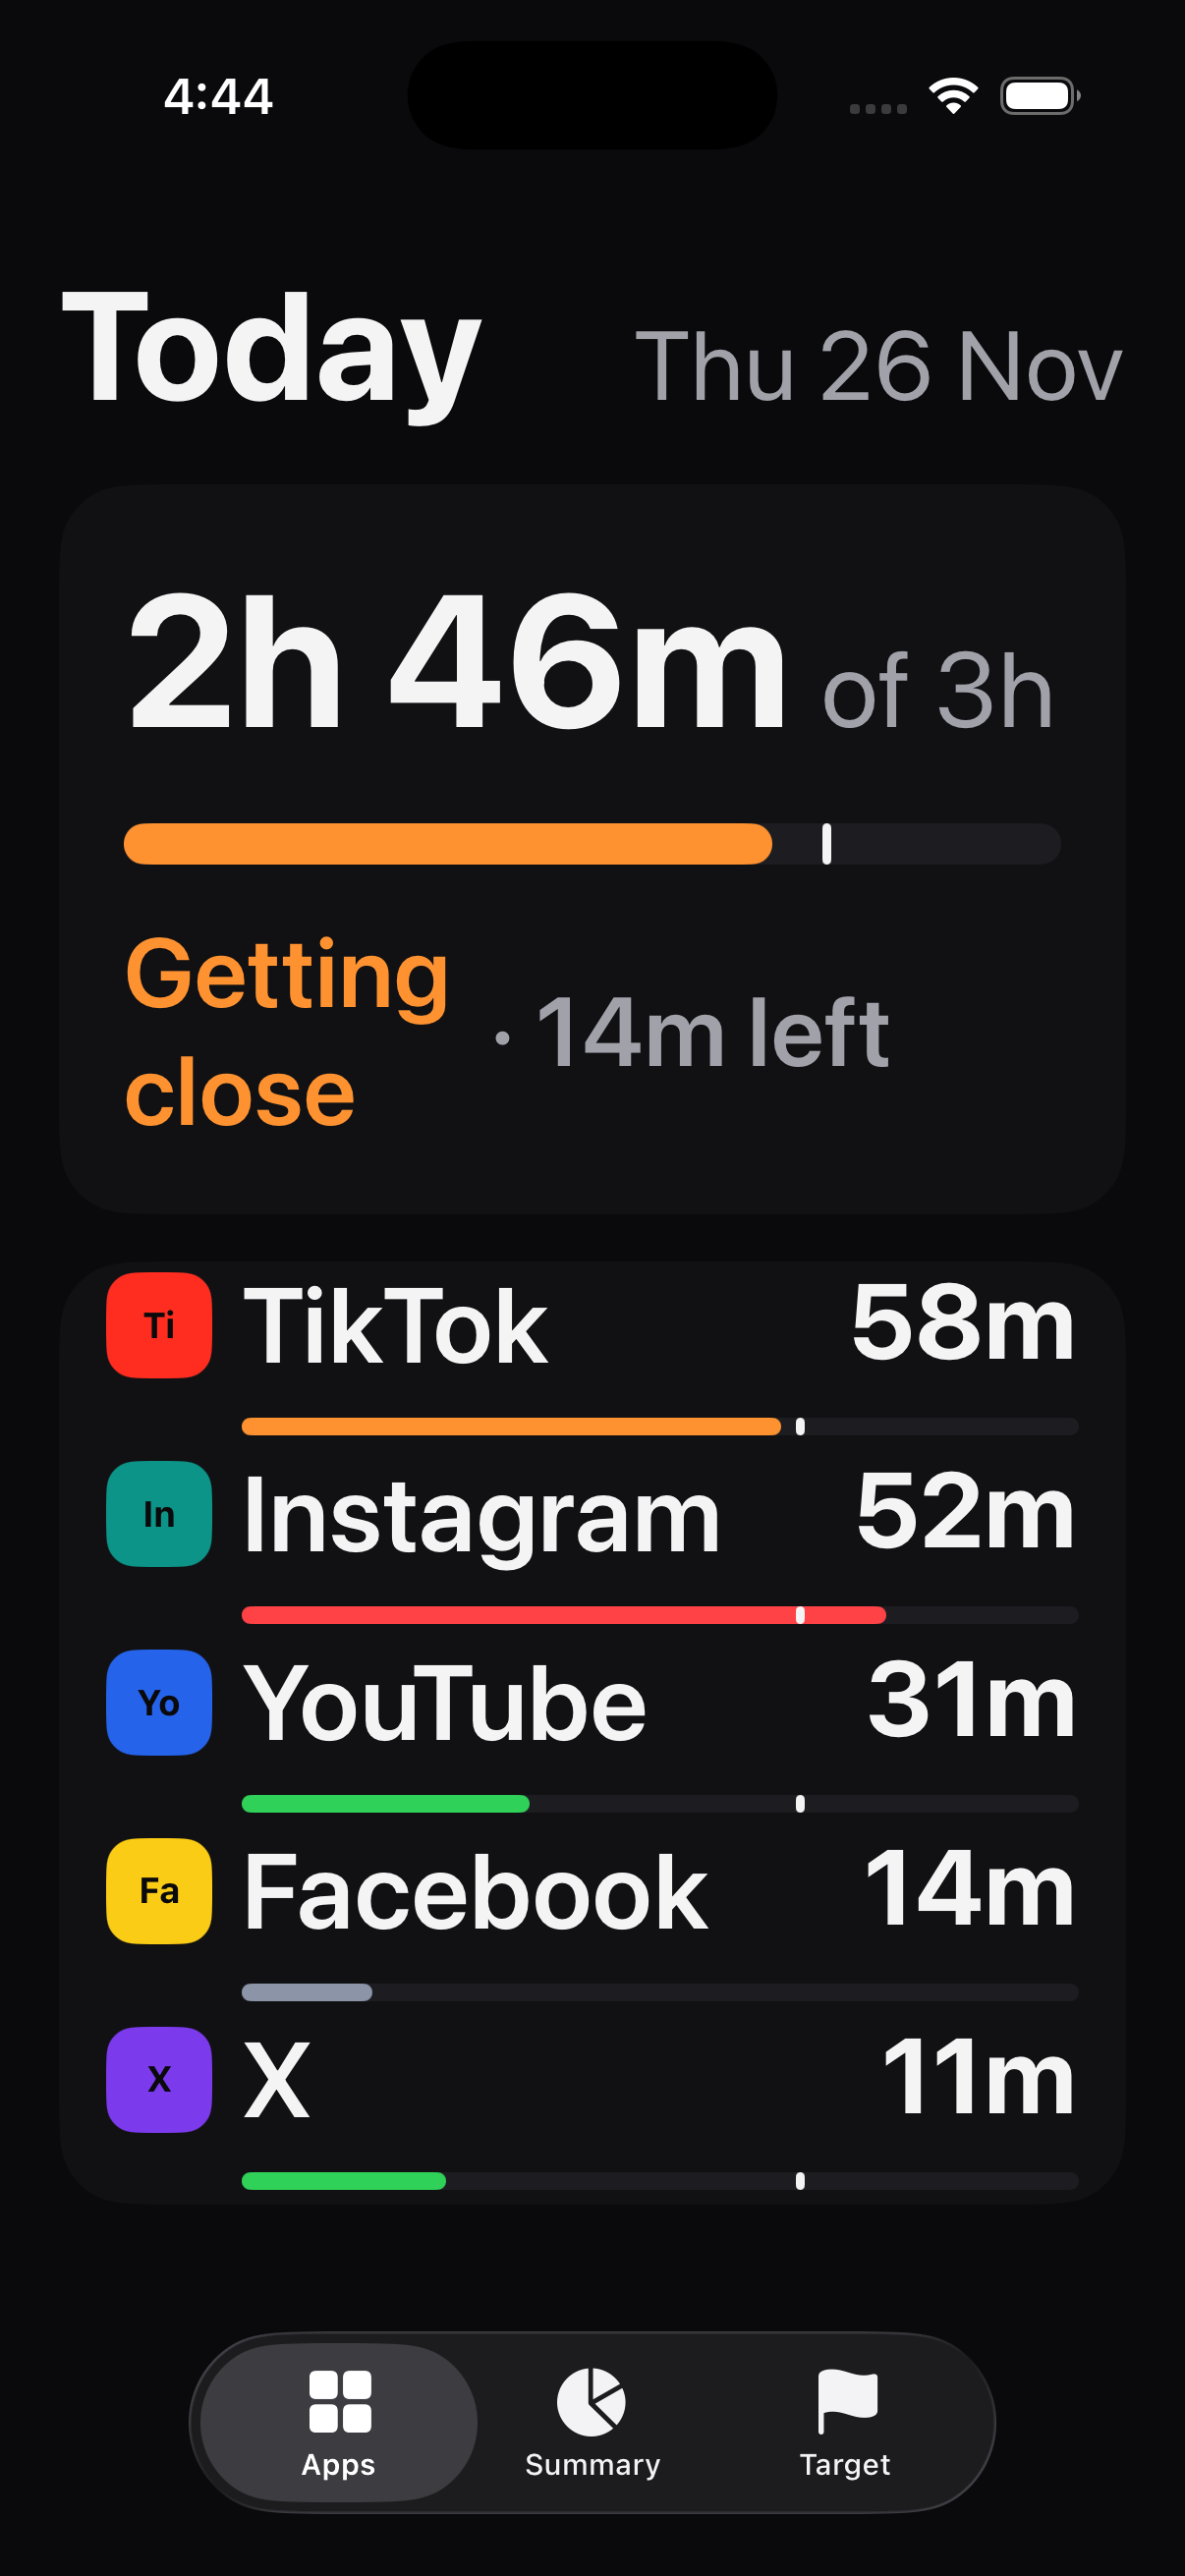 4:44
Today Thu 26 Nov
2h 46m of 3h
Getting
close
· 14m left
Ti TikTok 58m
In Instagram 52m
Yo YouTube 31m
Fa Facebook 14m
X X 11m
Apps Summary Target